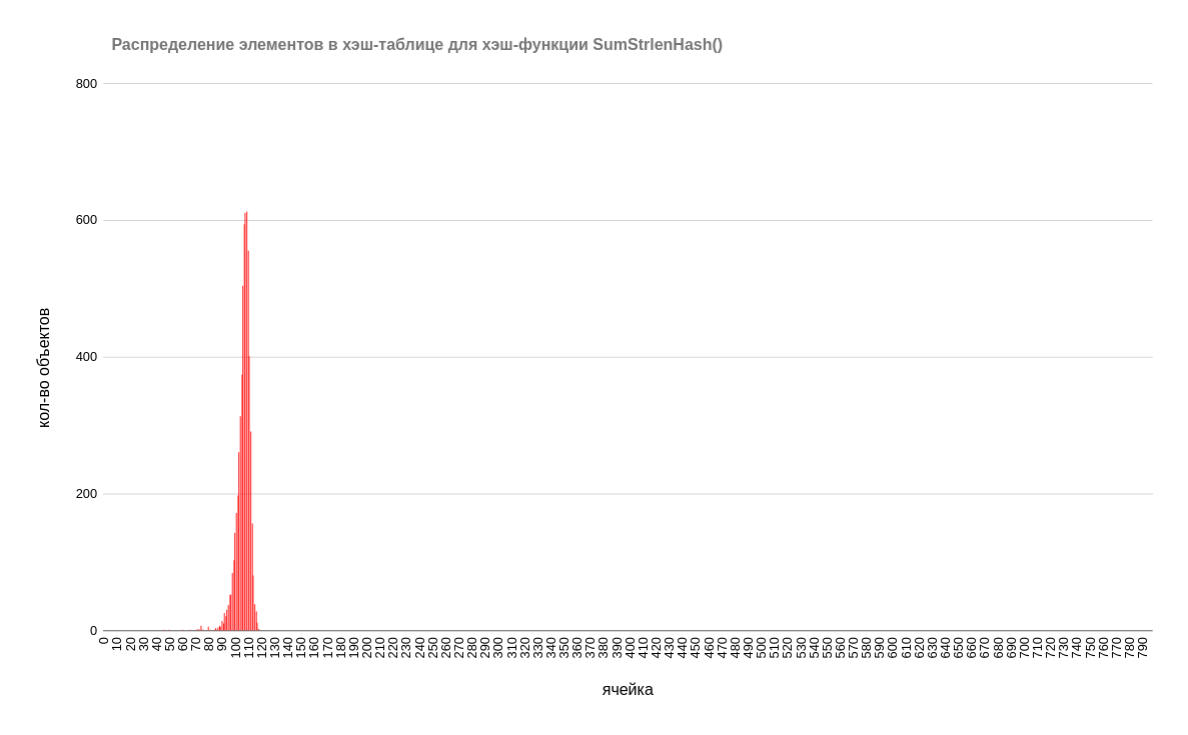 Распределение элементов в хэш-таблице для хэш-функции SumStrlenHash()
800
600
400
200
0
кол-во объектов
0 10 20 30 40 50 60 70 80 90 100 110 120 130 140 150 160 170 180 190 200 210 220 230 240 250 260 270 280 290 300 310 320 330 340 350 360 370 380 390 400 410 420 430 440 450 460 470 480 490 500 510 520 530 540 550 560 570 580 590 600 610 620 630 640 650 660 670 680 690 700 710 720 730 740 750 760 770 780 790
ячейка